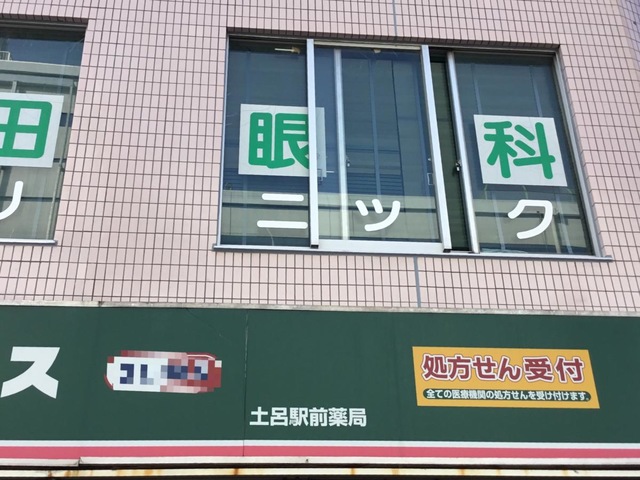 田 眼 科
リ ニ ッ ク
ス
土呂駅前薬局
処方せん受付
全ての医療機関の処方せんを受け付けます。